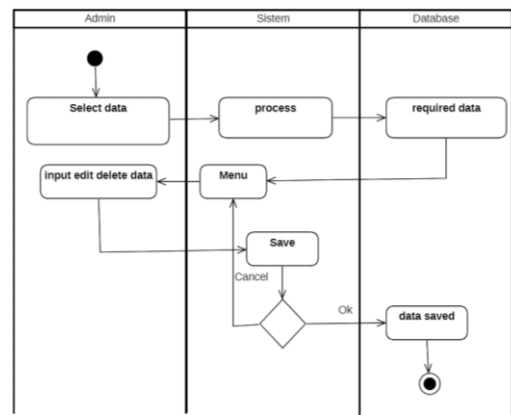 Admin
Sistem
Database
Select data
process
required data
input edit delete data
Menu
Save
Cancel
Ok
data saved